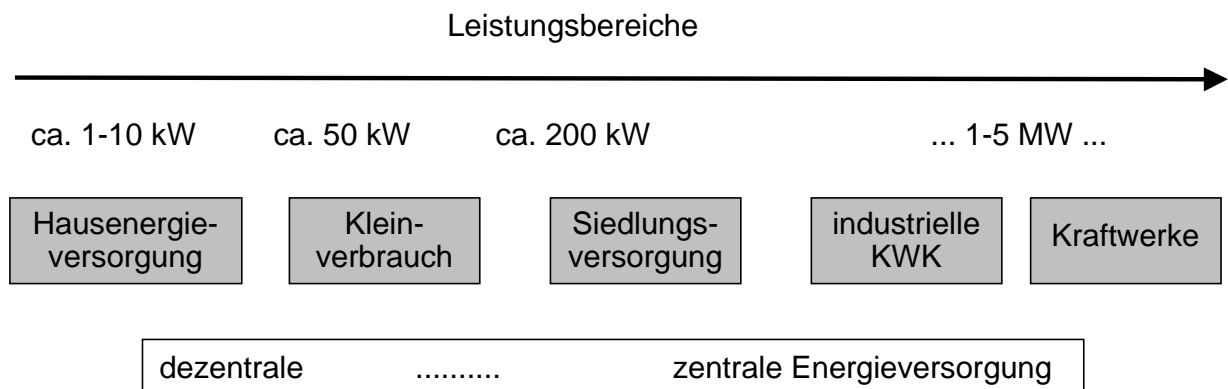 Leistungsbereiche
ca. 1-10 kW ca. 50 kW ca. 200 kW ... 1-5 MW ...
Hausenergie-
versorgung
Klein-
verbrauch
Siedlungs-
versorgung
industrielle
KWK
Kraftwerke
dezentrale .......... zentrale Energieversorgung